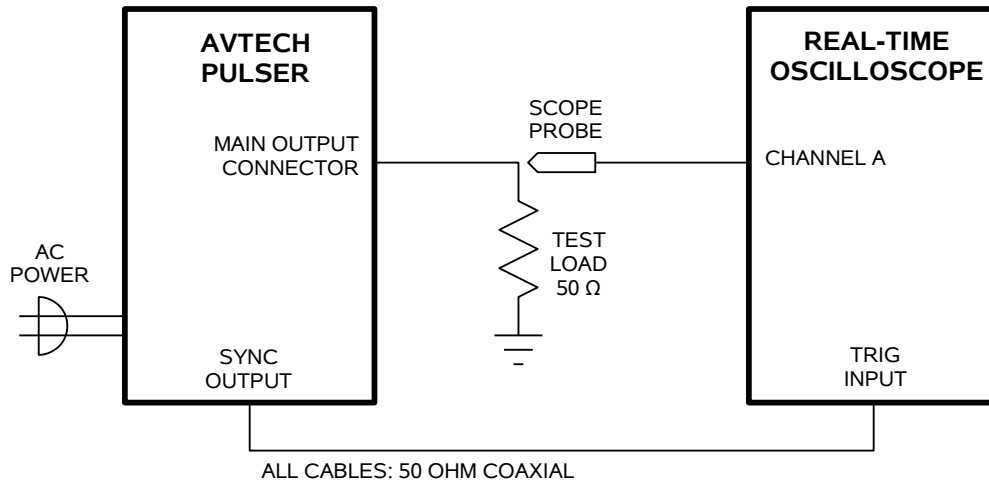 AVTECH
PULSER
MAIN OUTPUT
CONNECTOR
AC
POWER
SYNC
OUTPUT
SCOPE
PROBE
TEST
LOAD
50 Ω
REAL-TIME
OSCILLOSCOPE
CHANNEL A
TRIG
INPUT
ALL CABLES: 50 OHM COAXIAL